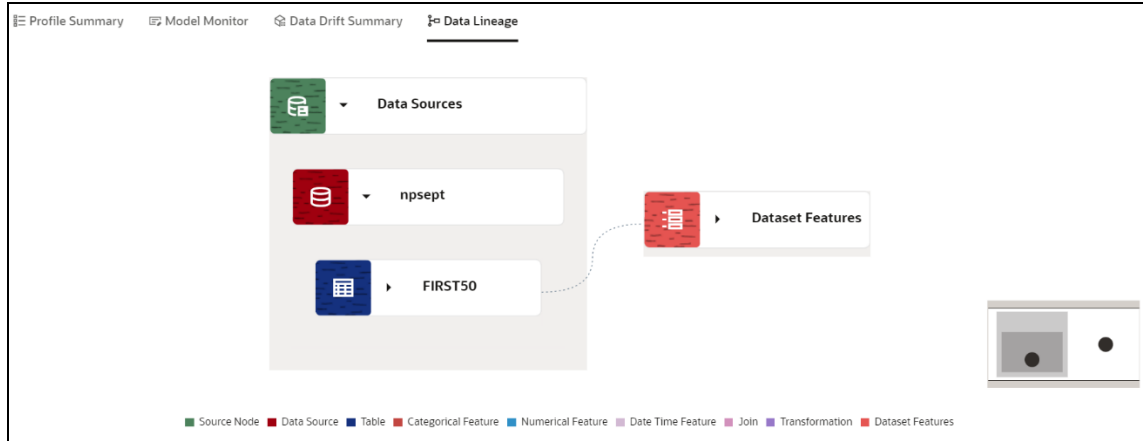 Profile Summary Model Monitor Data Drift Summary Data Lineage
Data Sources
npsept
Dataset Features
FIRST50
Source Node Data Source Table Categorical Feature Numerical Feature Date Time Feature Join Transformation Dataset Features